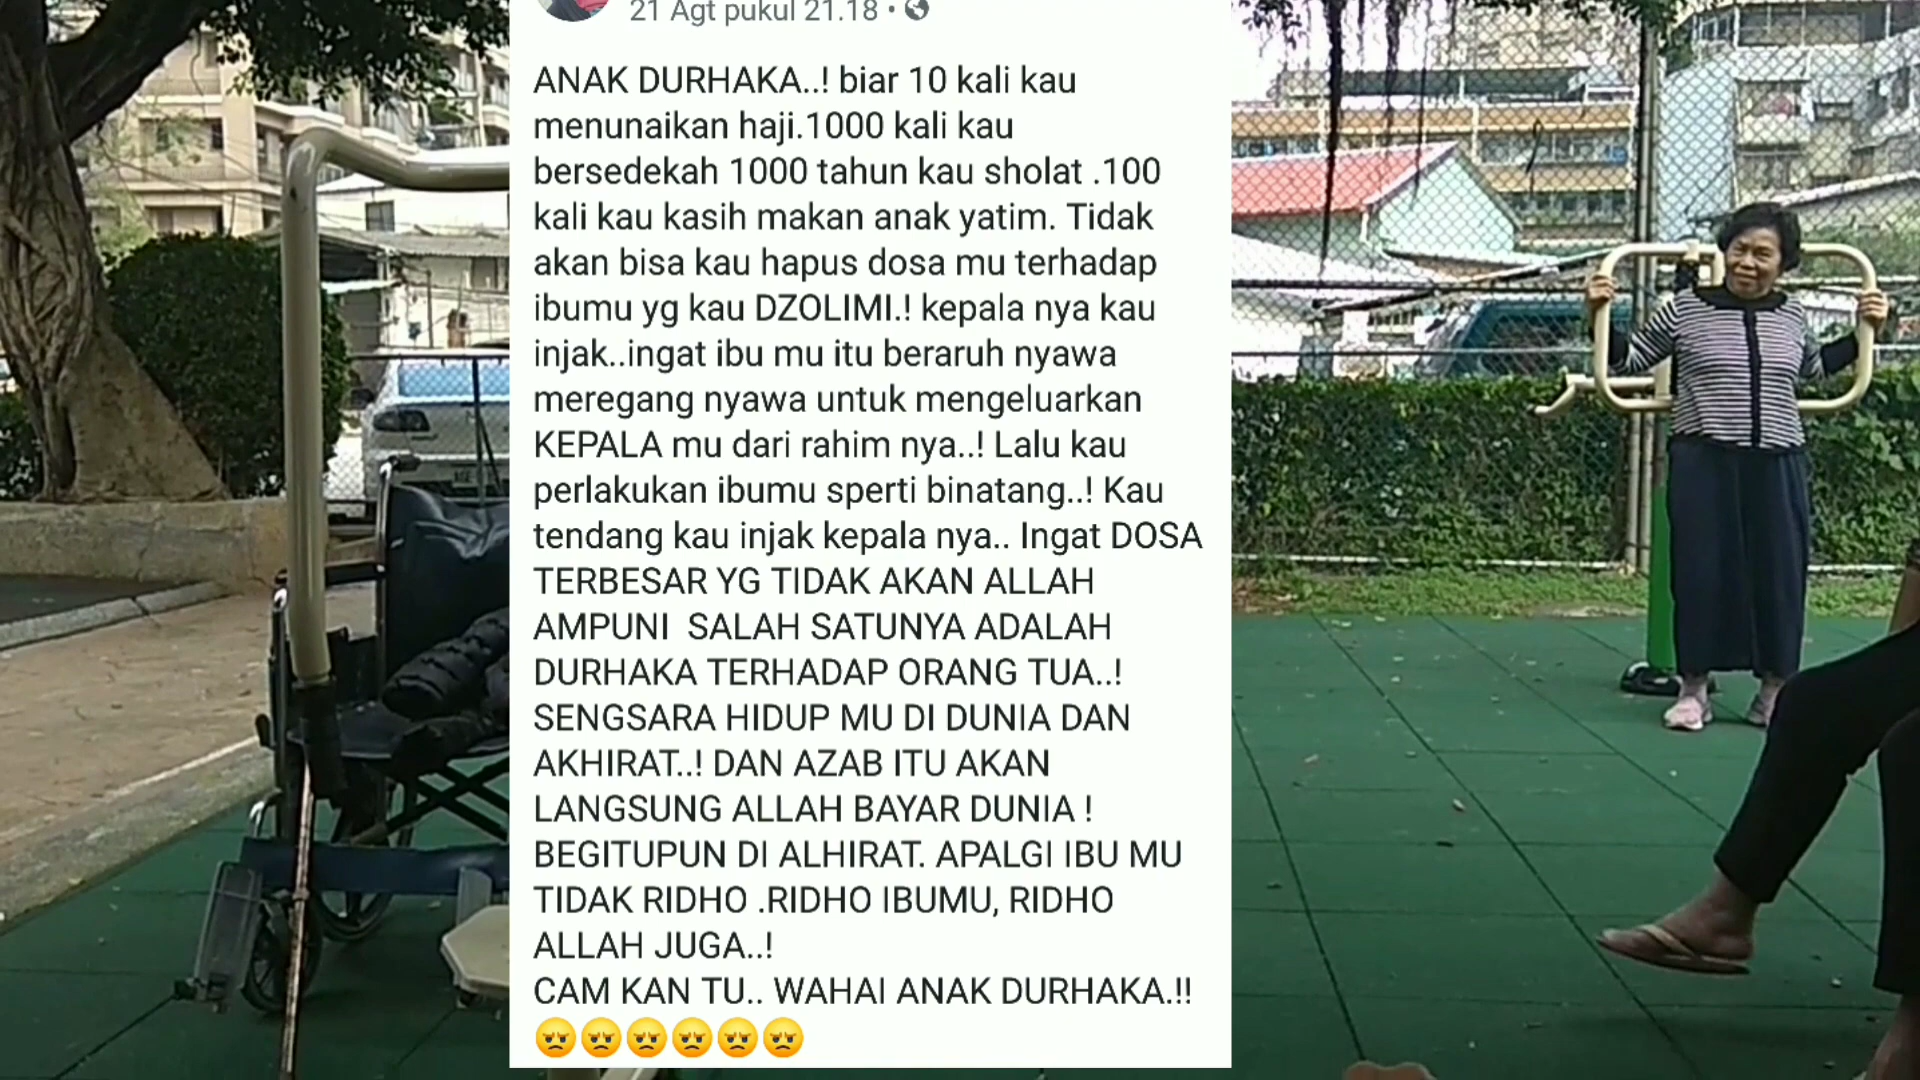 21 Agt pukul 21.18 •
ANAK DURHAKA..! biar 10 kali kau
menunaikan haji.1000 kali kau
bersedekah 1000 tahun kau sholat .100
kali kau kasih makan anak yatim. Tidak
akan bisa kau hapus dosa mu terhadap
ibumu yg kau DZOLIMI.! kepala nya kau
injak..ingat ibu mu itu beraruh nyawa
meregang nyawa untuk mengeluarkan
KEPALA mu dari rahim nya..! Lalu kau
perlakukan ibumu sperti binatang..! Kau
tendang kau injak kepala nya.. Ingat DOSA
TERBESAR YG TIDAK AKAN ALLAH
AMPUNI  SALAH SATUNYA ADALAH
DURHAKA TERHADAP ORANG TUA..!
SENGSARA HIDUP MU DI DUNIA DAN
AKHIRAT..! DAN AZAB ITU AKAN
LANGSUNG ALLAH BAYAR DUNIA !
BEGITUPUN DI ALHIRAT. APALGI IBU MU
TIDAK RIDHO .RIDHO IBUMU, RIDHO
ALLAH JUGA..!
CAM KAN TU.. WAHAI ANAK DURHAKA.!!
😠😠😠😠😠😠